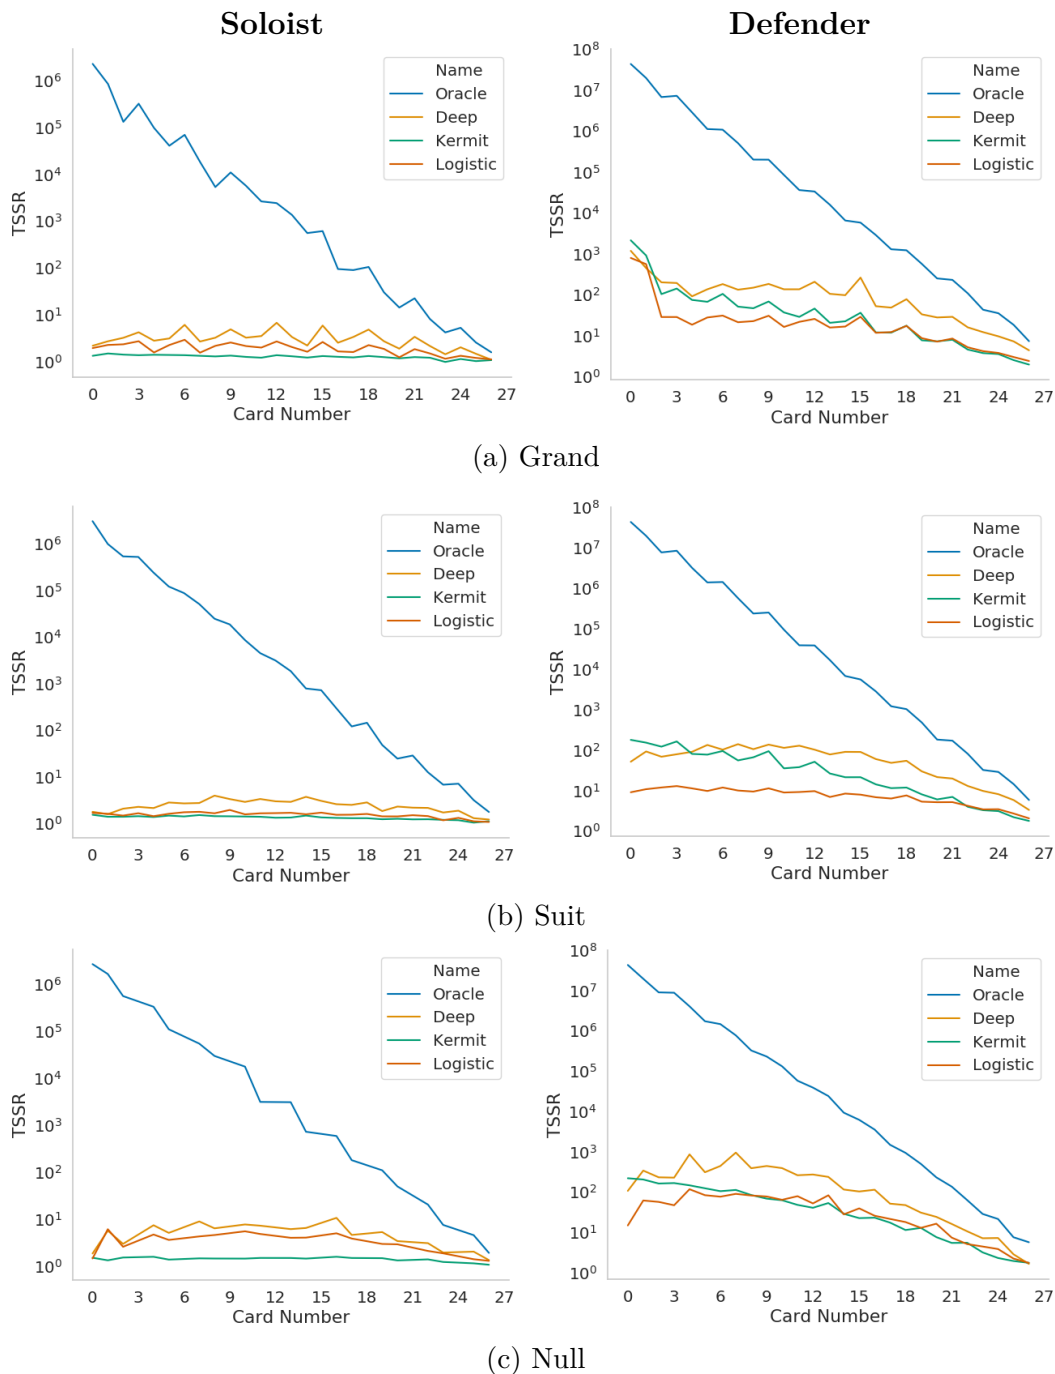 Soloist
Defender
TSSR
10^6
10^5
10^4
10^3
10^2
10^1
10^0
0 3 6 9 12 15 18 21 24 27
Card Number
Name
Oracle
Deep
Kermit
Logistic
TSSR
10^8
10^7
10^6
10^5
10^4
10^3
10^2
10^1
10^0
0 3 6 9 12 15 18 21 24 27
Card Number
Name
Oracle
Deep
Kermit
Logistic
(a) Grand
TSSR
10^6
10^5
10^4
10^3
10^2
10^1
10^0
0 3 6 9 12 15 18 21 24 27
Card Number
Name
Oracle
Deep
Kermit
Logistic
TSSR
10^8
10^7
10^6
10^5
10^4
10^3
10^2
10^1
10^0
0 3 6 9 12 15 18 21 24 27
Card Number
Name
Oracle
Deep
Kermit
Logistic
(b) Suit
TSSR
10^6
10^5
10^4
10^3
10^2
10^1
10^0
0 3 6 9 12 15 18 21 24 27
Card Number
Name
Oracle
Deep
Kermit
Logistic
TSSR
10^8
10^7
10^6
10^5
10^4
10^3
10^2
10^1
10^0
0 3 6 9 12 15 18 21 24 27
Card Number
Name
Oracle
Deep
Kermit
Logistic
(c) Null